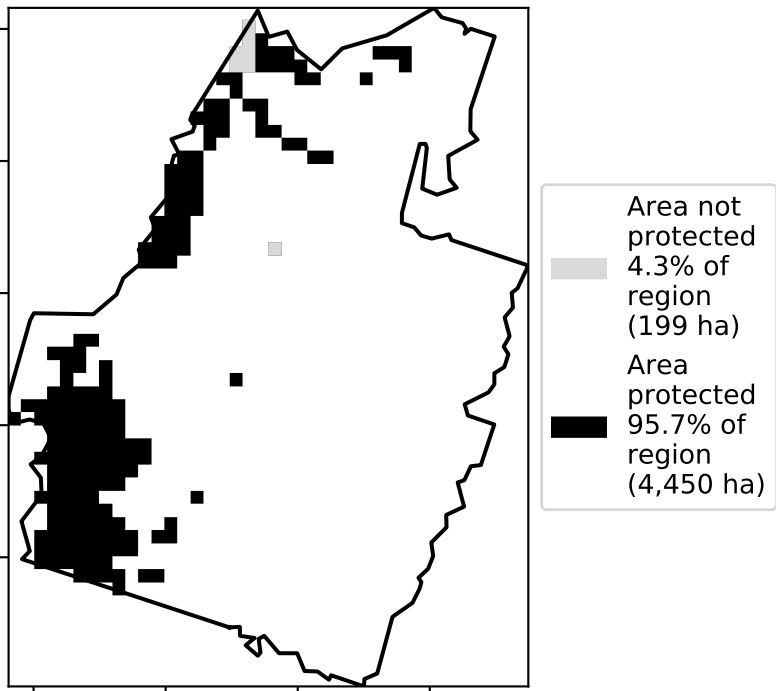 Area not
protected
4.3% of
region
(199 ha)
Area
protected
95.7% of
region
(4,450 ha)